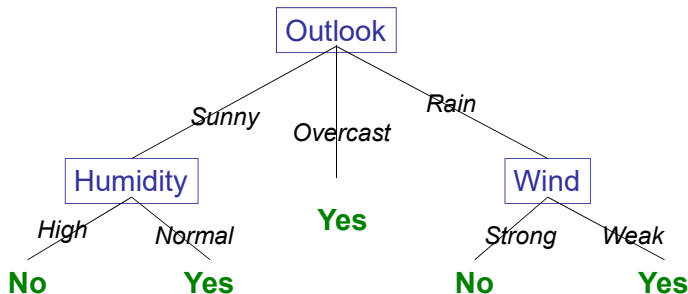 Outlook
Sunny
Overcast
Rain
Humidity
Wind
High
Normal
Yes
Strong
Weak
No
Yes
No
Yes